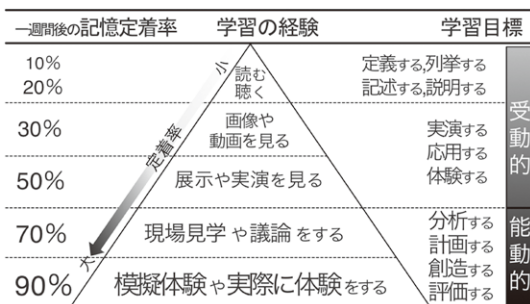 一週間後の記憶定着率 学習の経験 学習目標
10% 読む 定義する,列挙する
20% 聴く 記述する,説明する
30% 画像や
動画を見る
実演する
応用する
体験する
50% 展示や実演を見る
70% 現場見学や議論をする
分析する
計画する
創造する
評価する
90% 模擬体験や実際に体験をする
小
定着率
大
受動的
能動的